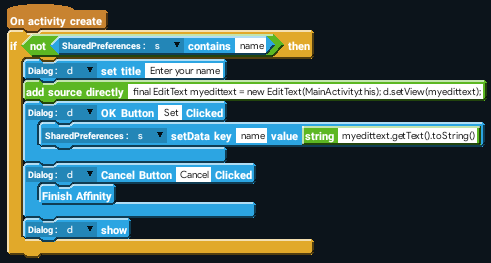 On activity create
if not SharedPreferences: s contains name then
Dialog: d set title Enter your name
add source directly final EditText myedittext = new EditText(MainActivity.this); d.setView(myedittext);
Dialog: d OK Button Set Clicked
SharedPreferences: s setData key name value string myedittext.getText().toString()
Dialog: d Cancel Button Cancel Clicked
Finish Affinity
Dialog: d show